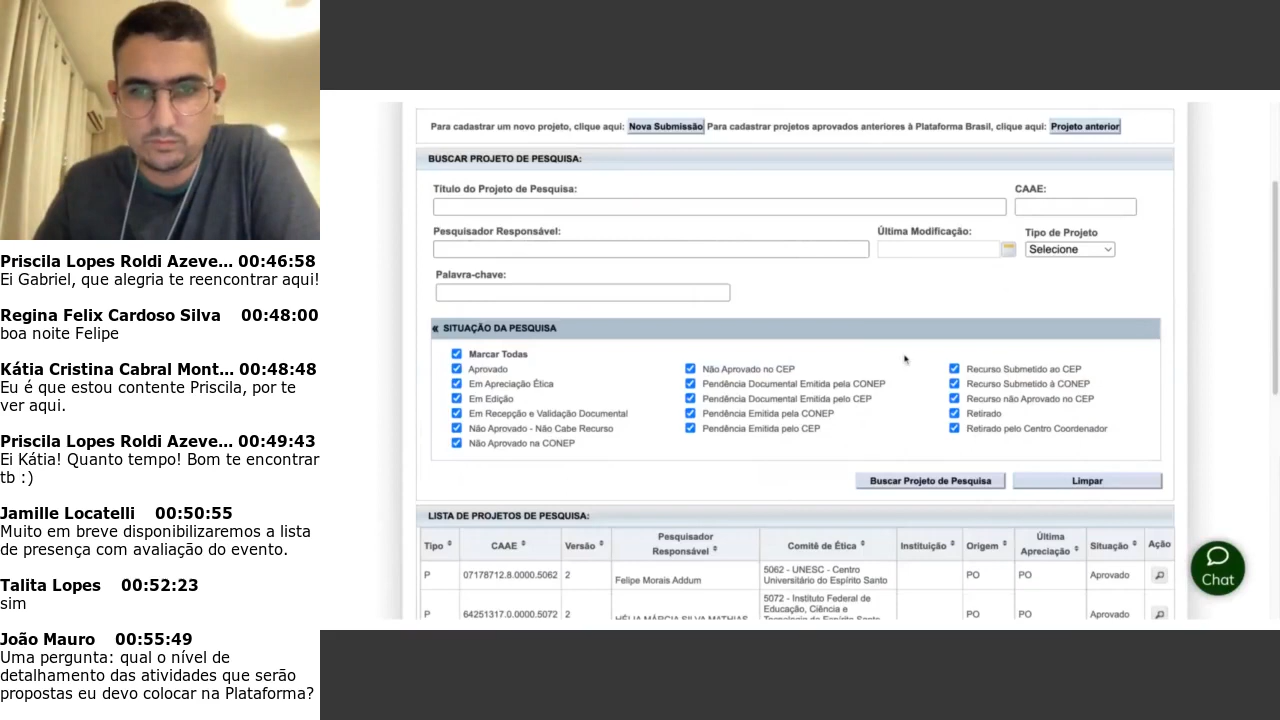 Priscila Lopes Roldi Azeve... 00:46:58
Ei Gabriel, que alegria te reencontrar aqui!
Regina Felix Cardoso Silva 00:48:00
boa noite Felipe
Kátia Cristina Cabral Mont... 00:48:48
Eu é que estou contente Priscila, por te
ver aqui.
Priscila Lopes Roldi Azeve... 00:49:43
Ei Kátia! Quanto tempo! Bom te encontrar
tb :)
Jamille Locatelli 00:50:55
Muito em breve disponibilizaremos a lista
de presença com avaliação do evento.
Talita Lopes 00:52:23
sim
João Mauro 00:55:49
Uma pergunta: qual o nível de
detalhamento das atividades que serão
propostas eu devo colocar na Plataforma?
Para cadastrar um novo projeto, clique aqui: Nova Submissão Para cadastrar projetos aprovados anteriores à Plataforma Brasil, clique aqui: Projeto anterior
BUSCAR PROJETO DE PESQUISA:
Título do Projeto de Pesquisa: CAAE:
Pesquisador Responsável: Última Modificação: Tipo de Projeto
Selecione
Palavra-chave:
« SITUAÇÃO DA PESQUISA
Marcar Todas
Aprovado Não Aprovado no CEP Recurso Submetido ao CEP
Em Apreciação Ética Pendência Documental Emitida pela CONEP Recurso Submetido à CONEP
Em Edição Pendência Documental Emitida pelo CEP Recurso não Aprovado no CEP
Em Recepção e Validação Documental Pendência Emitida pela CONEP Retirado
Não Aprovado - Não Cabe Recurso Pendência Emitida pelo CEP Retirado pelo Centro Coordenador
Não Aprovado na CONEP
Buscar Projeto de Pesquisa Limpar
LISTA DE PROJETOS DE PESQUISA:
Tipo CAAE Versão Pesquisador Responsável Comitê de Ética Instituição Origem Última Apreciação Situação Ação
P 07178712.8.0000.5062 2 Felipe Morais Addum 5062 - UNESC - Centro Universitário do Espírito Santo PO PO Aprovado
P 64251317.0.0000.5072 2 HÉLIA MÁRCIA SILVA MATHIAS 5072 - Instituto Federal de Educação, Ciência e Tecnologia do Espírito Santo PO PO Aprovado
Chat